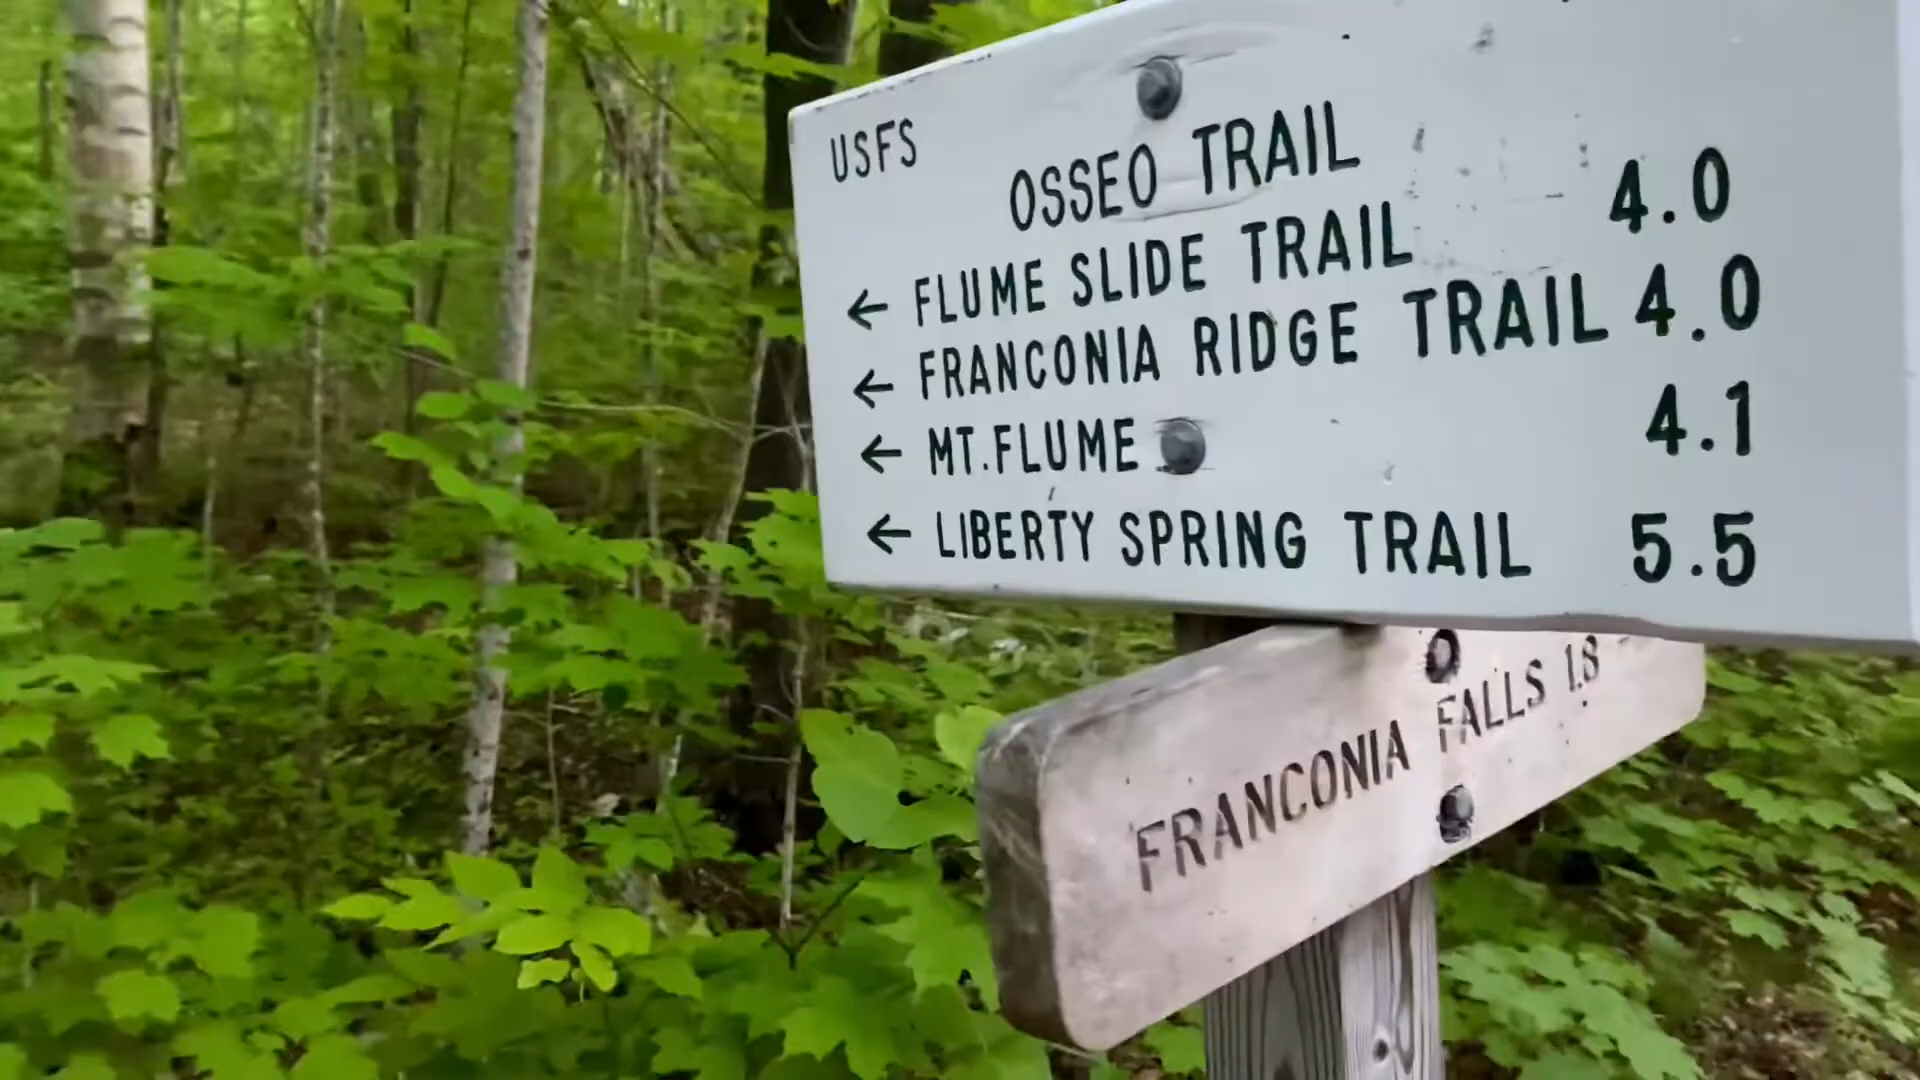 USFS
OSSEO TRAIL
← FLUME SLIDE TRAIL 4.0
← FRANCONIA RIDGE TRAIL 4.0
← MT.FLUME 4.1
← LIBERTY SPRING TRAIL 5.5
FRANCONIA FALLS 1.8